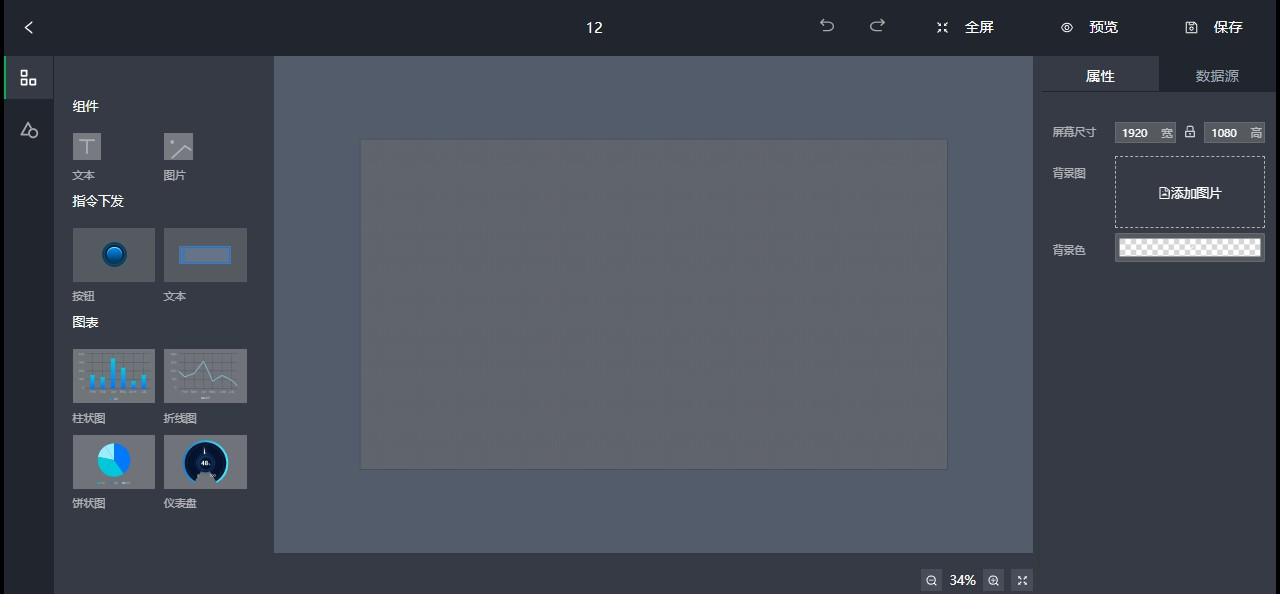 12
全屏
预览
保存
组件
文本
图片
指令下发
按钮
文本
图表
柱状图
折线图
48
饼状图
仪表盘
34%
属性
数据源
屏幕尺寸
1920 宽
1080 高
背景图
添加图片
背景色